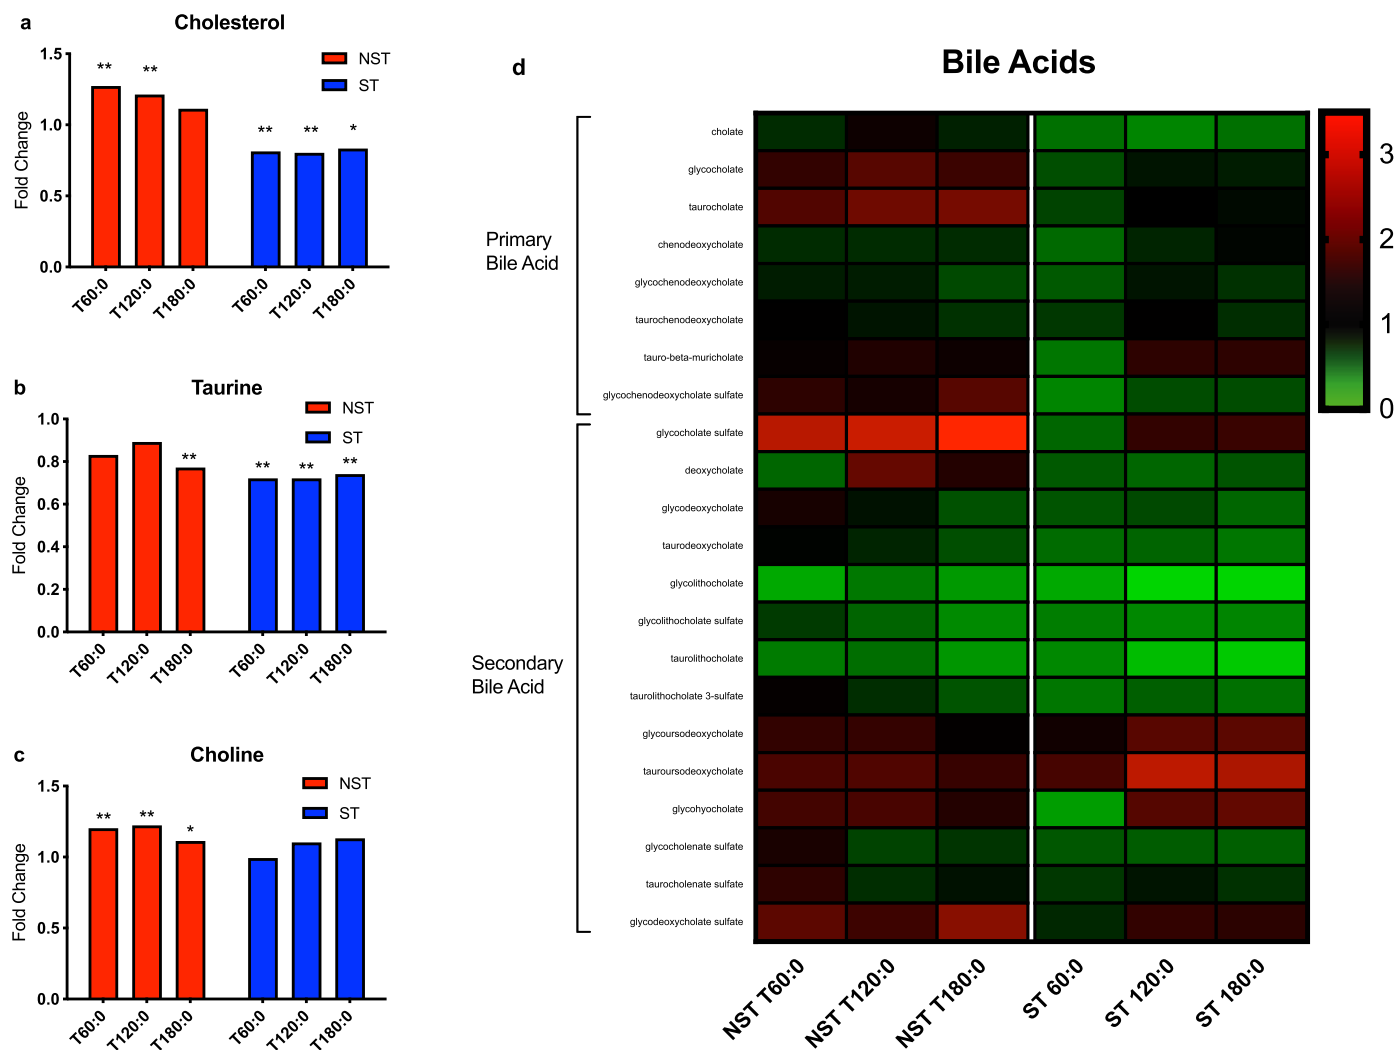 a
Cholesterol
NST
ST
Fold Change
1.5
1.0
0.5
0.0
**
**
**
**
*
T60:0
T120:0
T180:0
T60:0
T120:0
T180:0
b
Taurine
NST
ST
Fold Change
1.0
0.8
0.6
0.4
0.2
0.0
**
**
**
**
T60:0
T120:0
T180:0
T60:0
T120:0
T180:0
c
Choline
NST
ST
Fold Change
1.5
1.0
0.5
0.0
**
**
*
T60:0
T120:0
T180:0
T60:0
T120:0
T180:0
d
Bile Acids
Primary
Bile Acid
Secondary
Bile Acid
cholate
glycocholate
taurocholate
chenodeoxycholate
glycochenodeoxycholate
taurochenodeoxycholate
tauro-beta-muricholate
glycochenodeoxycholate sulfate
glycocholate sulfate
deoxycholate
glycodeoxycholate
taurodeoxycholate
glycolithocholate
glycolithocholate sulfate
taurolithocholate
taurolithocholate 3-sulfate
glycoursodeoxycholate
tauroursodeoxycholate
glycohyocholate
glycocholenate sulfate
taurocholenate sulfate
glycodeoxycholate sulfate
NST T60:0
NST T120:0
NST T180:0
ST 60:0
ST 120:0
ST 180:0
3
2
1
0